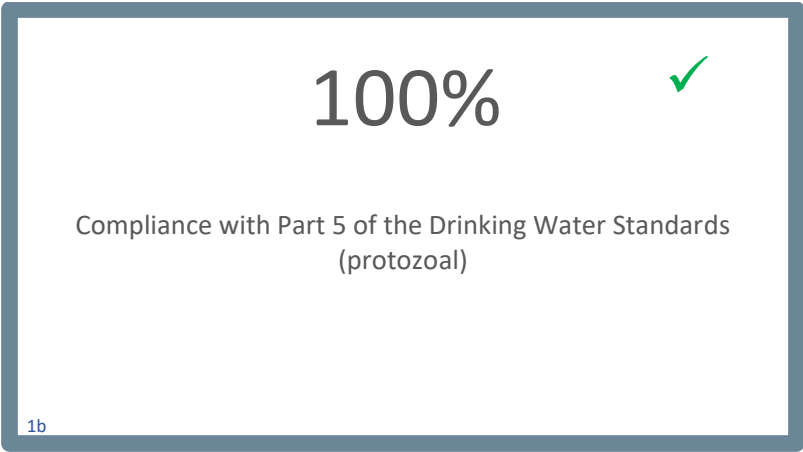 100%
Compliance with Part 5 of the Drinking Water Standards
(protozoal)
1b